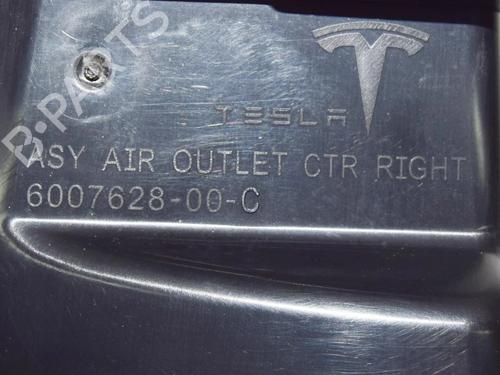 B-PARTS
TESLA
ASY AIR OUTLET CTR RIGHT
6007628-00-C